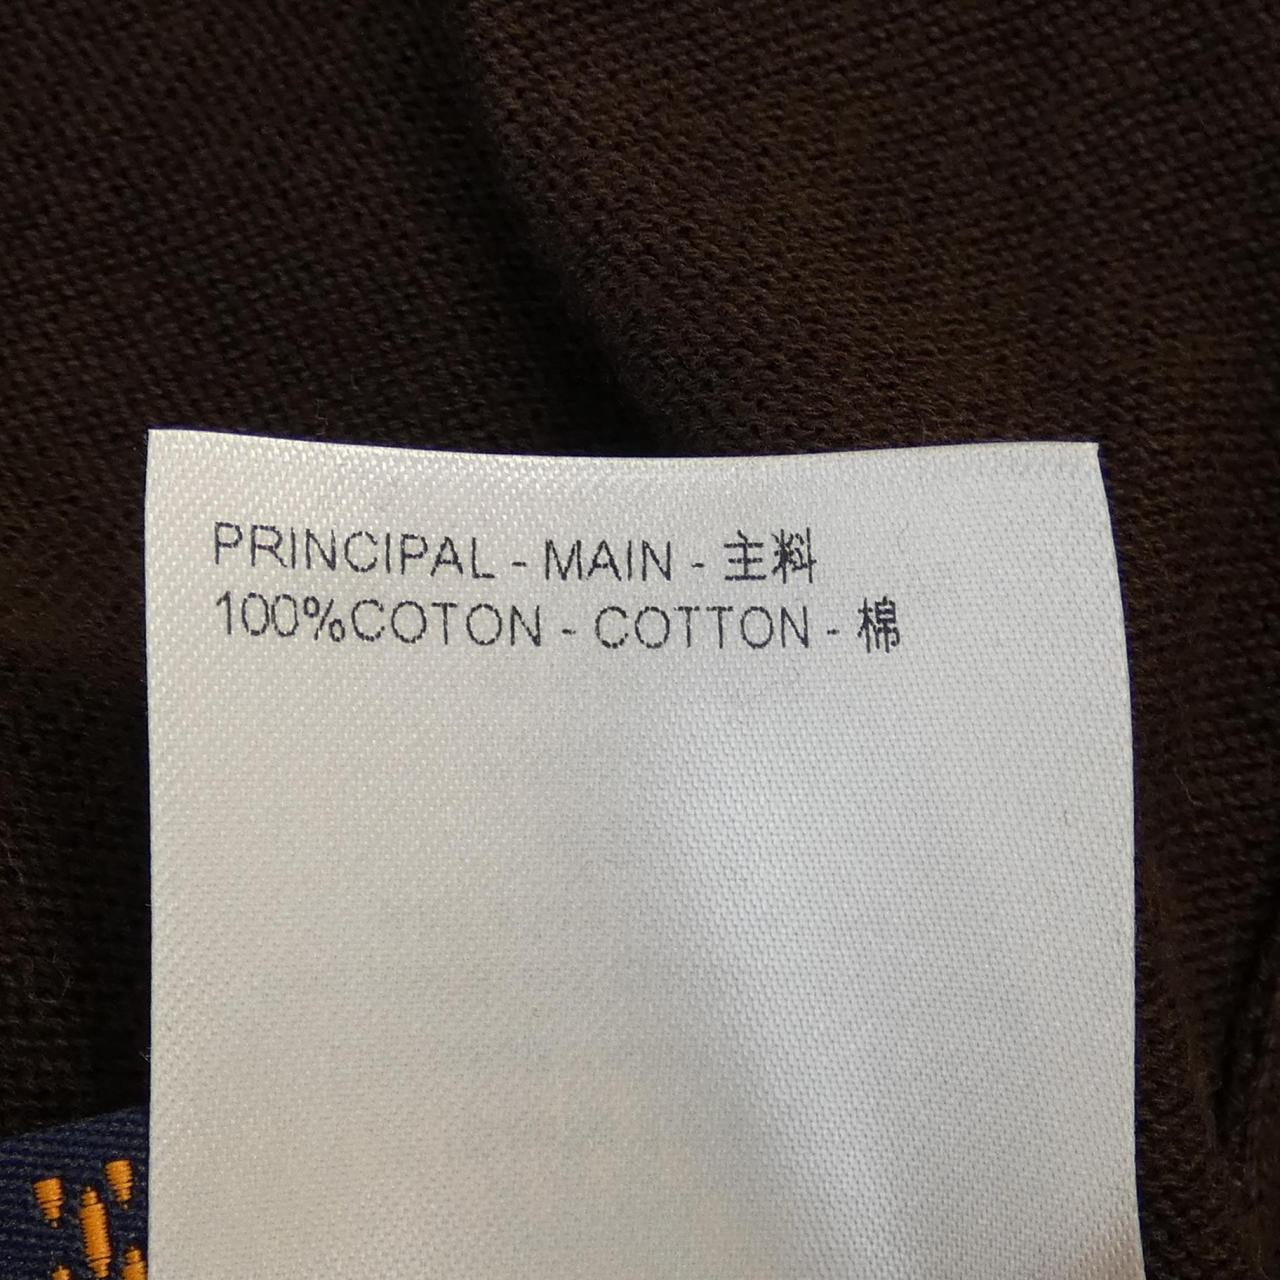 PRINCIPAL - MAIN - 主料
100%COTON - COTTON - 棉